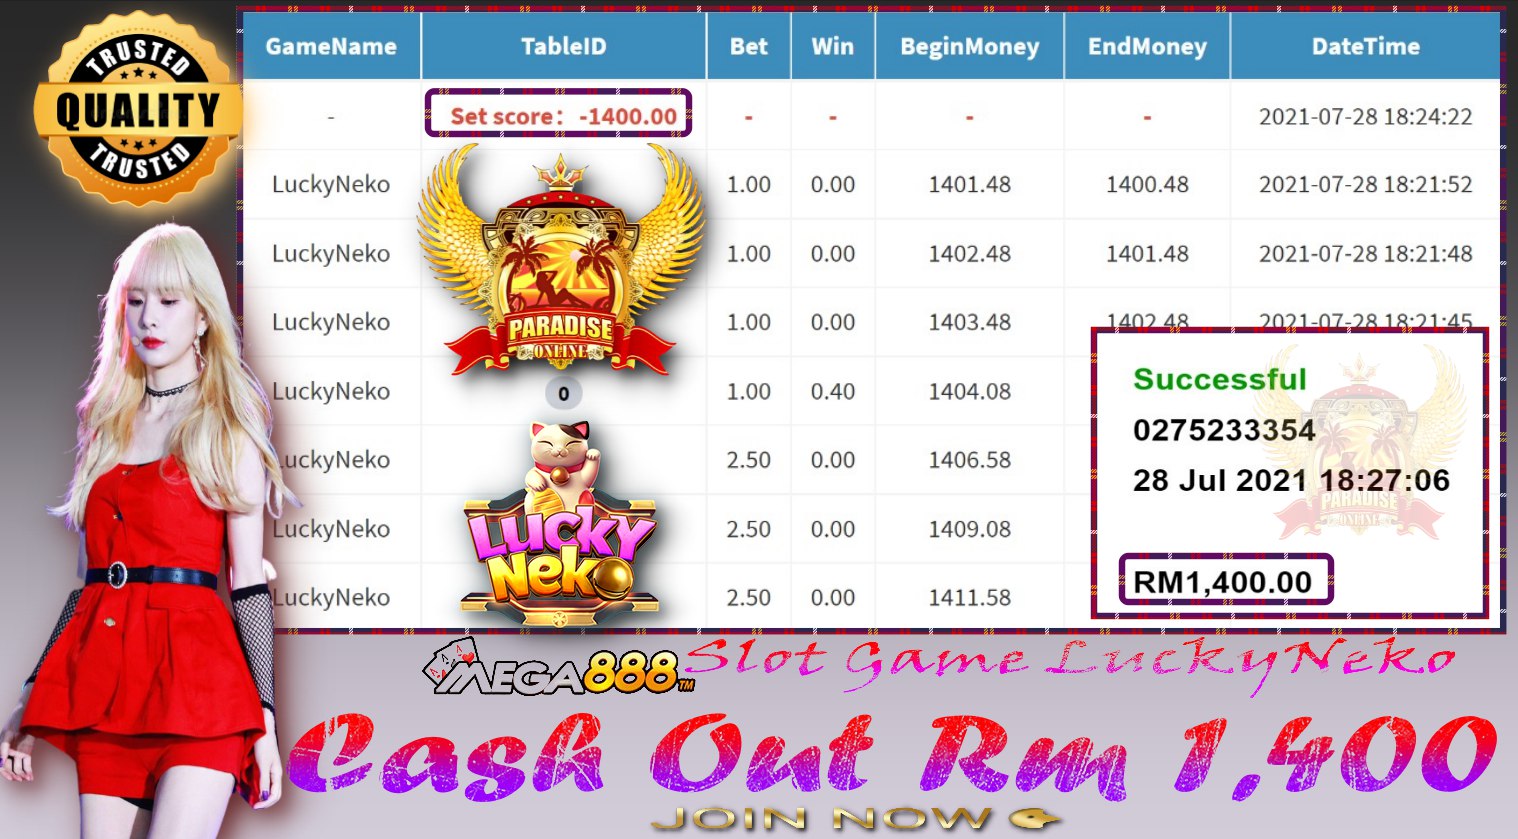 TRUSTED
QUALITY
TRUSTED
GameName TableID Bet Win BeginMoney EndMoney DateTime
- Set score: -1400.00 - - - - 2021-07-28 18:24:22
LuckyNeko 1.00 0.00 1401.48 1400.48 2021-07-28 18:21:52
LuckyNeko 1.00 0.00 1402.48 1401.48 2021-07-28 18:21:48
LuckyNeko 1.00 0.00 1403.48 1402.48 2021-07-28 18:21:45
PARADISE
ONLINE
LuckyNeko 0 1.00 0.40 1404.08
LuckyNeko 2.50 0.00 1406.58
LuckyNeko 2.50 0.00 1409.08
LuckyNeko 2.50 0.00 1411.58
LUCKY
NEKO
Successful
0275233354
28 Jul 2021 18:27:06
PARADISE
ONLINE
RM1,400.00
MEGA888™ Slot Game LuckyNeko
Cash Out Rm 1,400
JOIN NOW